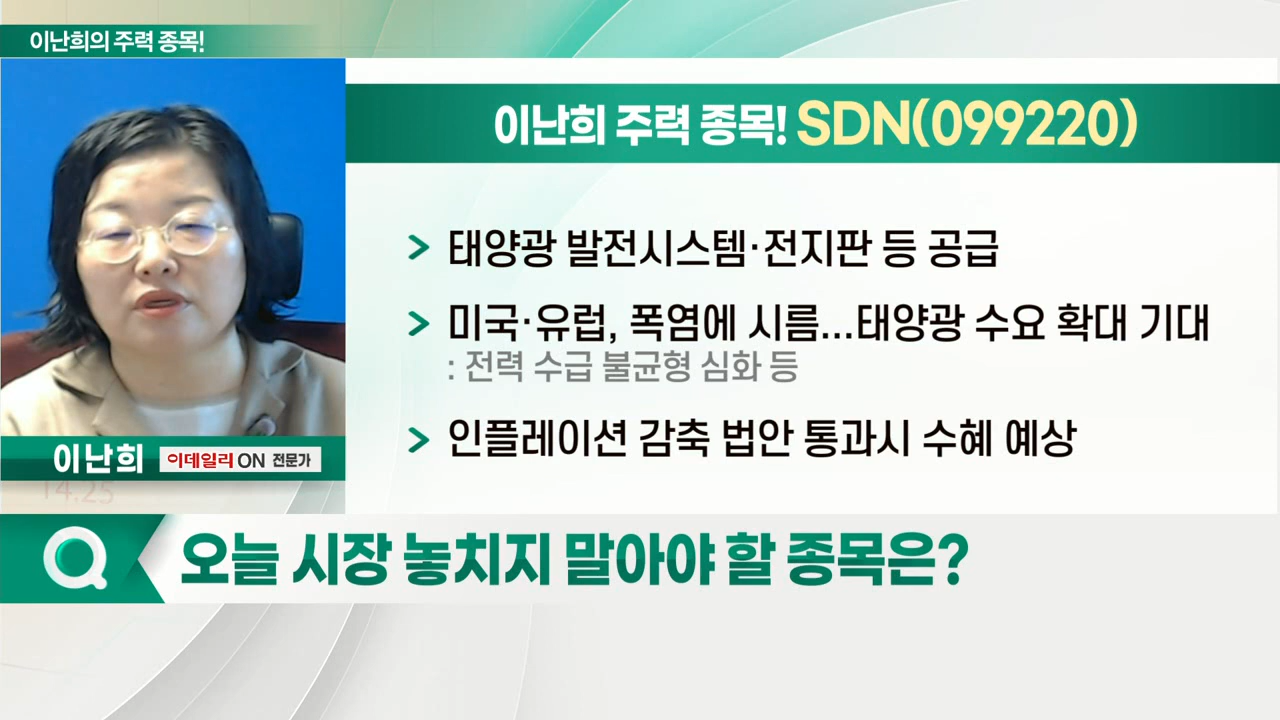 이난희의 주력 종목!
이난희 주력 종목! SDN(099220)
> 태양광 발전시스템·전지판 등 공급
> 미국·유럽, 폭염에 시름...태양광 수요 확대 기대
: 전력 수급 불균형 심화 등
> 인플레이션 감축 법안 통과시 수혜 예상
이난희 이데일리 ON 전문가
14.25
Q 오늘 시장 놓치지 말아야 할 종목은?